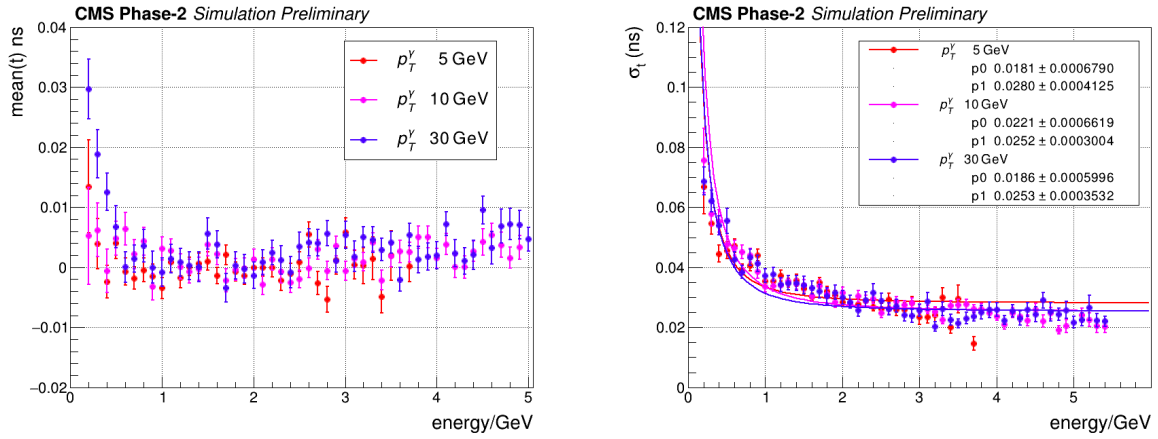 CMS Phase-2 Simulation Preliminary
mean(t) ns
0.04
0.03
0.02
0.01
0
−0.01
−0.02
p_T^γ 5 GeV
p_T^γ 10 GeV
p_T^γ 30 GeV
0 1 2 3 4 5
energy/GeV
CMS Phase-2 Simulation Preliminary
σ_t (ns)
0.12
0.1
0.08
0.06
0.04
0.02
0
p_T^γ 5 GeV
p0 0.0181 ± 0.0006790
p1 0.0280 ± 0.0004125
p_T^γ 10 GeV
p0 0.0221 ± 0.0006619
p1 0.0252 ± 0.0003004
p_T^γ 30 GeV
p0 0.0186 ± 0.0005996
p1 0.0253 ± 0.0003532
0 1 2 3 4 5
energy/GeV